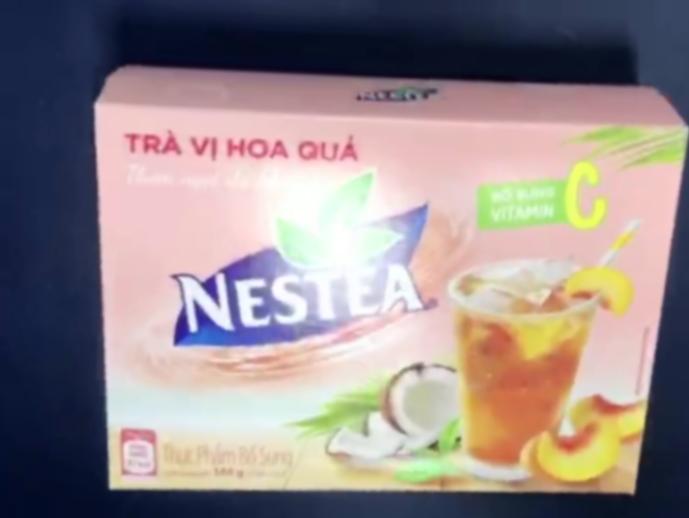 NESTEA
TRÀ VỊ HOA QUẢ
BỔ SUNG
VITAMIN C
NESTEA
Thực Phẩm Bổ Sung